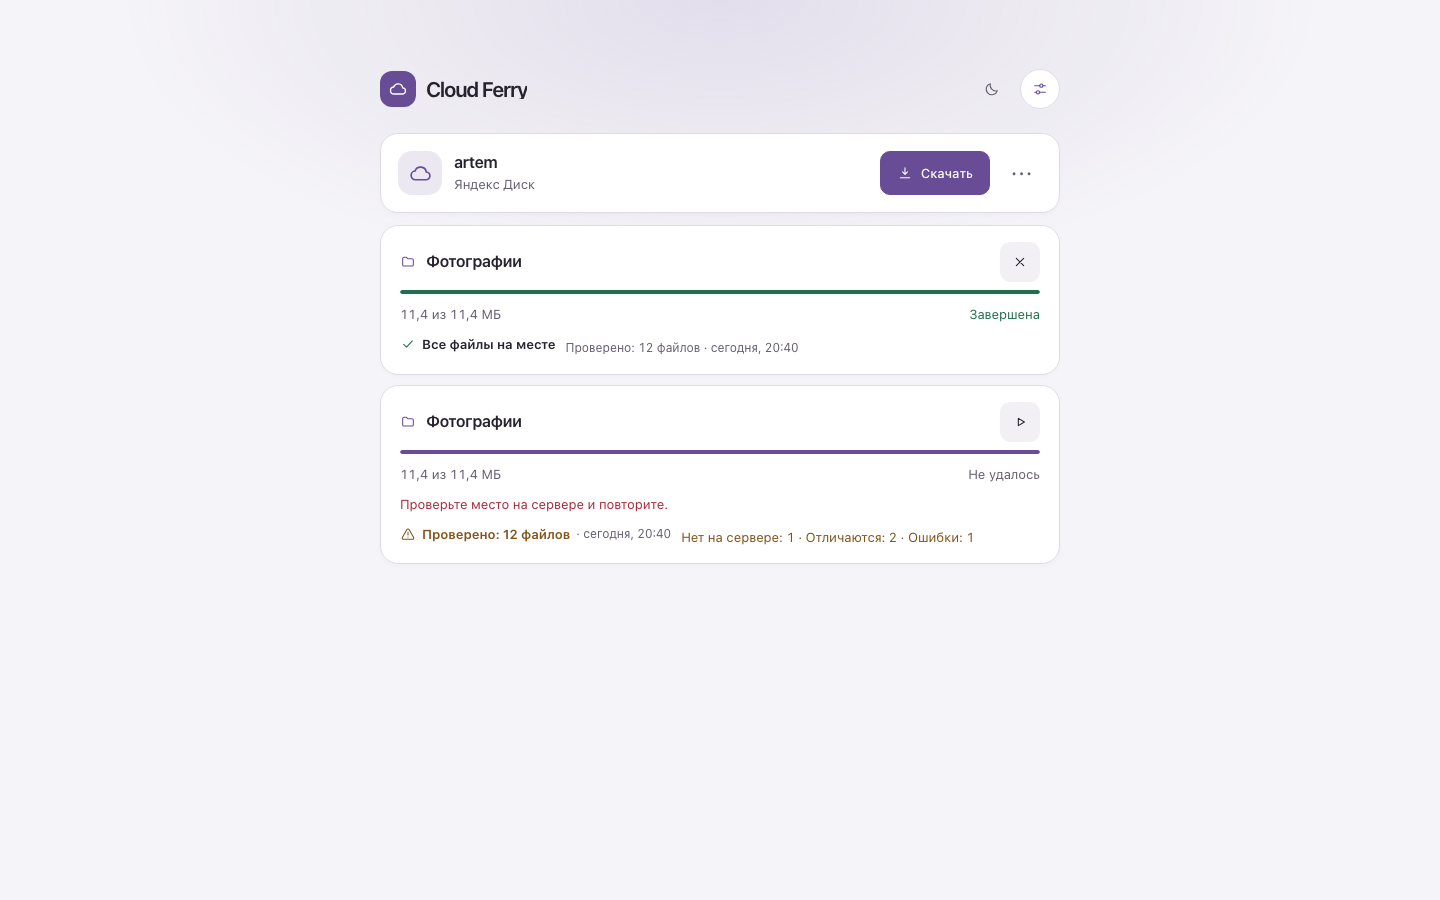 Cloud Ferry
artem
Яндекс Диск
Скачать
Фотографии
11,4 из 11,4 МБ
Завершена
Все файлы на месте Проверено: 12 файлов · сегодня, 20:40
Фотографии
11,4 из 11,4 МБ
Не удалось
Проверьте место на сервере и повторите.
Проверено: 12 файлов · сегодня, 20:40 Нет на сервере: 1 · Отличаются: 2 · Ошибки: 1